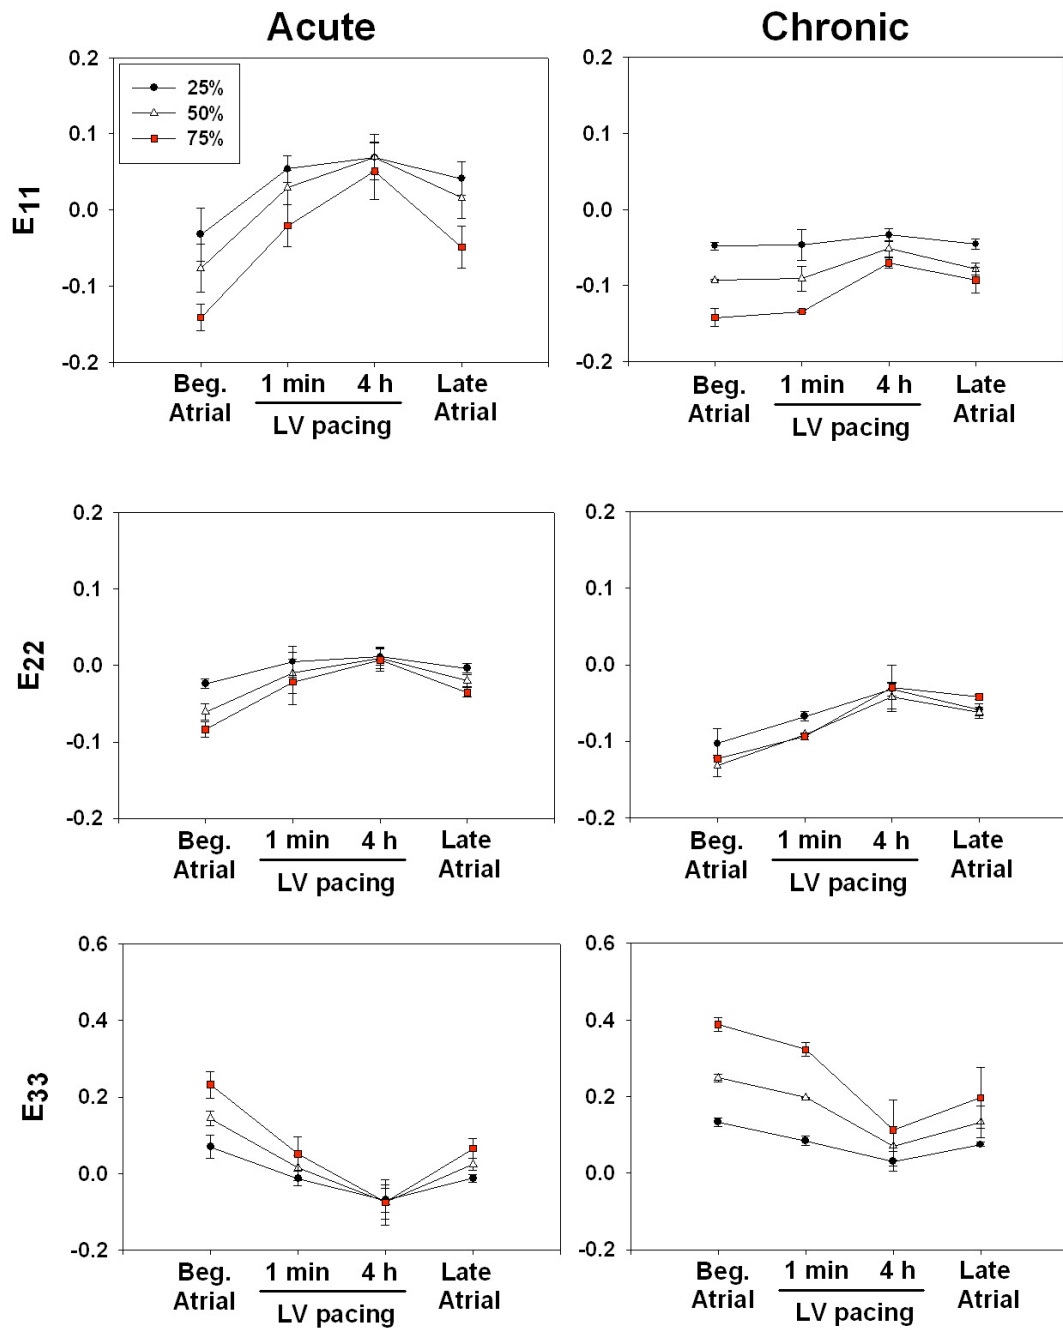 Acute
Chronic
E11
0.2
0.1
0.0
-0.1
-0.2
25%
50%
75%
Beg.
Atrial
1 min
4 h
LV pacing
Late
Atrial
0.2
0.1
0.0
-0.1
-0.2
Beg.
Atrial
1 min
4 h
LV pacing
Late
Atrial
E22
0.2
0.1
0.0
-0.1
-0.2
Beg.
Atrial
1 min
4 h
LV pacing
Late
Atrial
0.2
0.1
0.0
-0.1
-0.2
Beg.
Atrial
1 min
4 h
LV pacing
Late
Atrial
E33
0.6
0.4
0.2
0.0
-0.2
Beg.
Atrial
1 min
4 h
LV pacing
Late
Atrial
0.6
0.4
0.2
0.0
-0.2
Beg.
Atrial
1 min
4 h
LV pacing
Late
Atrial